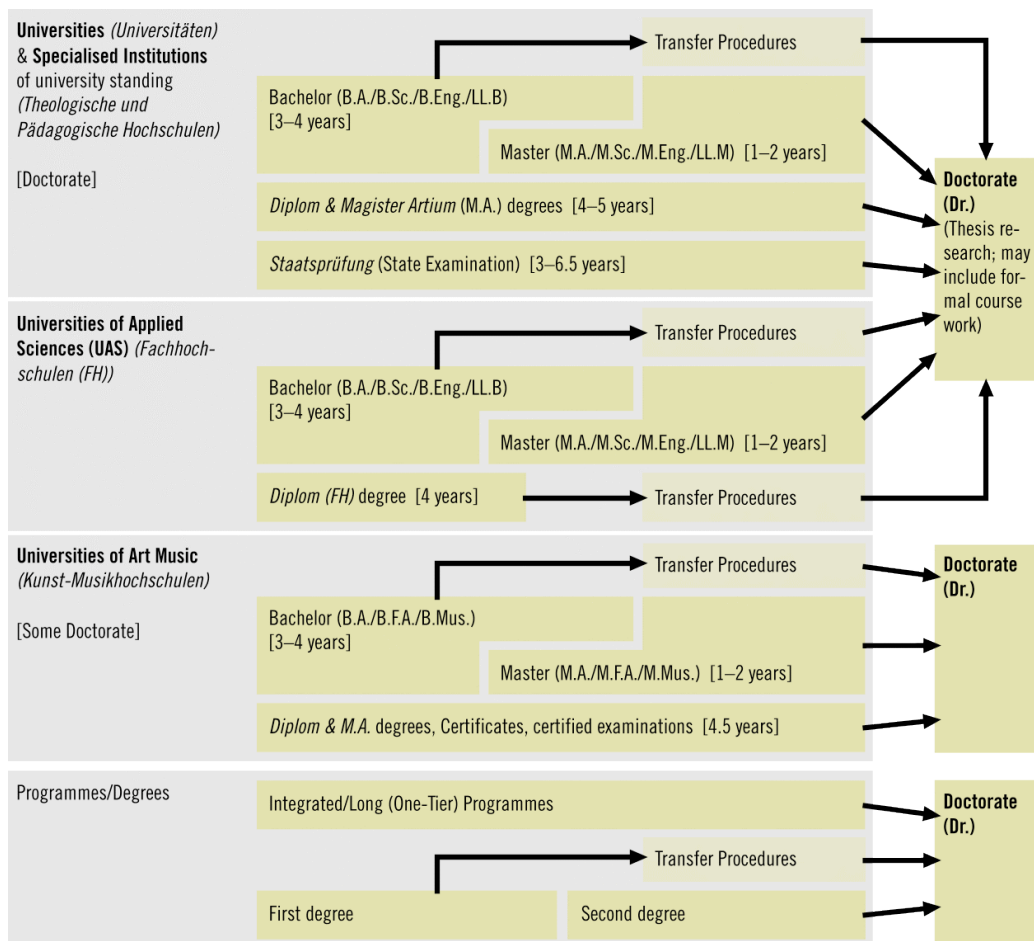 Universities (Universitäten)
& Specialised Institutions
of university standing
(Theologische und
Pädagogische Hochschulen)
[Doctorate]
Transfer Procedures
Bachelor (B.A./B.Sc./B.Eng./LL.B)
[3–4 years]
Master (M.A./M.Sc./M.Eng./LL.M) [1–2 years]
Diplom & Magister Artium (M.A.) degrees [4–5 years]
Staatsprüfung (State Examination) [3–6.5 years]
Doctorate
(Dr.)
(Thesis re-
search; may
include for-
mal course
work)
Universities of Applied
Sciences (UAS) (Fachhoch-
schulen (FH))
Transfer Procedures
Bachelor (B.A./B.Sc./B.Eng./LL.B)
[3–4 years]
Master (M.A./M.Sc./M.Eng./LL.M) [1–2 years]
Diplom (FH) degree [4 years]
Transfer Procedures
Universities of Art Music
(Kunst-Musikhochschulen)
[Some Doctorate]
Transfer Procedures
Bachelor (B.A./B.F.A./B.Mus.)
[3–4 years]
Master (M.A./M.F.A./M.Mus.) [1–2 years]
Diplom & M.A. degrees, Certificates, certified examinations [4.5 years]
Doctorate
(Dr.)
Programmes/Degrees
Integrated/Long (One-Tier) Programmes
Transfer Procedures
First degree
Second degree
Doctorate
(Dr.)